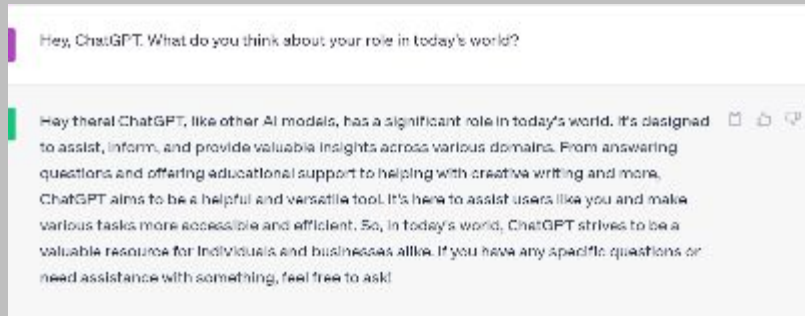 Hey, ChatGPT. What do you think about your role in today's world?
Hey there! ChatGPT, like other AI models, has a significant role in today's world. It's designed
to assist, inform, and provide valuable insights across various domains. From answering
questions and offering educational support to helping with creative writing and more,
ChatGPT aims to be a helpful and versatile tool. It's here to assist users like you and make
various tasks more accessible and efficient. So, in today's world, ChatGPT strives to be a
valuable resource for individuals and businesses alike. If you have any specific questions or
need assistance with something, feel free to ask!